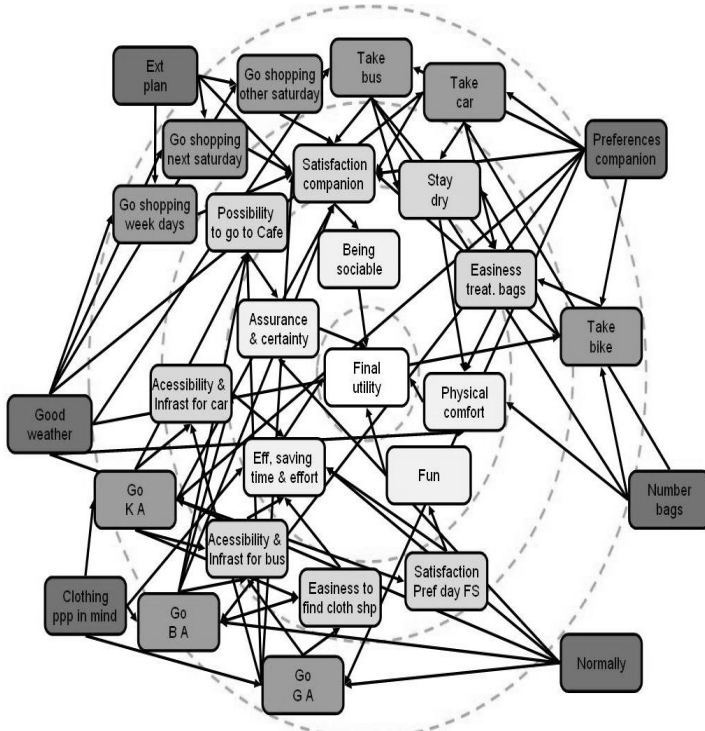 Ext
plan
Go shopping
other saturday
Take
bus
Take
car
Go shopping
next saturday
Preferences
companion
Satisfaction
companion
Stay
dry
Go shopping
week days
Possibility
to go to Cafe
Being
sociable
Easiness
treat. bags
Assurance
& certainty
Take
bike
Final
utility
Acessibility &
Infrast for car
Physical
comfort
Good
weather
Eff, saving
time & effort
Fun
Go
K A
Number
bags
Acessibility &
Infrast for bus
Satisfaction
Pref day FS
Clothing
ppp in mind
Easiness to
find cloth shp
Go
B A
Normally
Go
G A